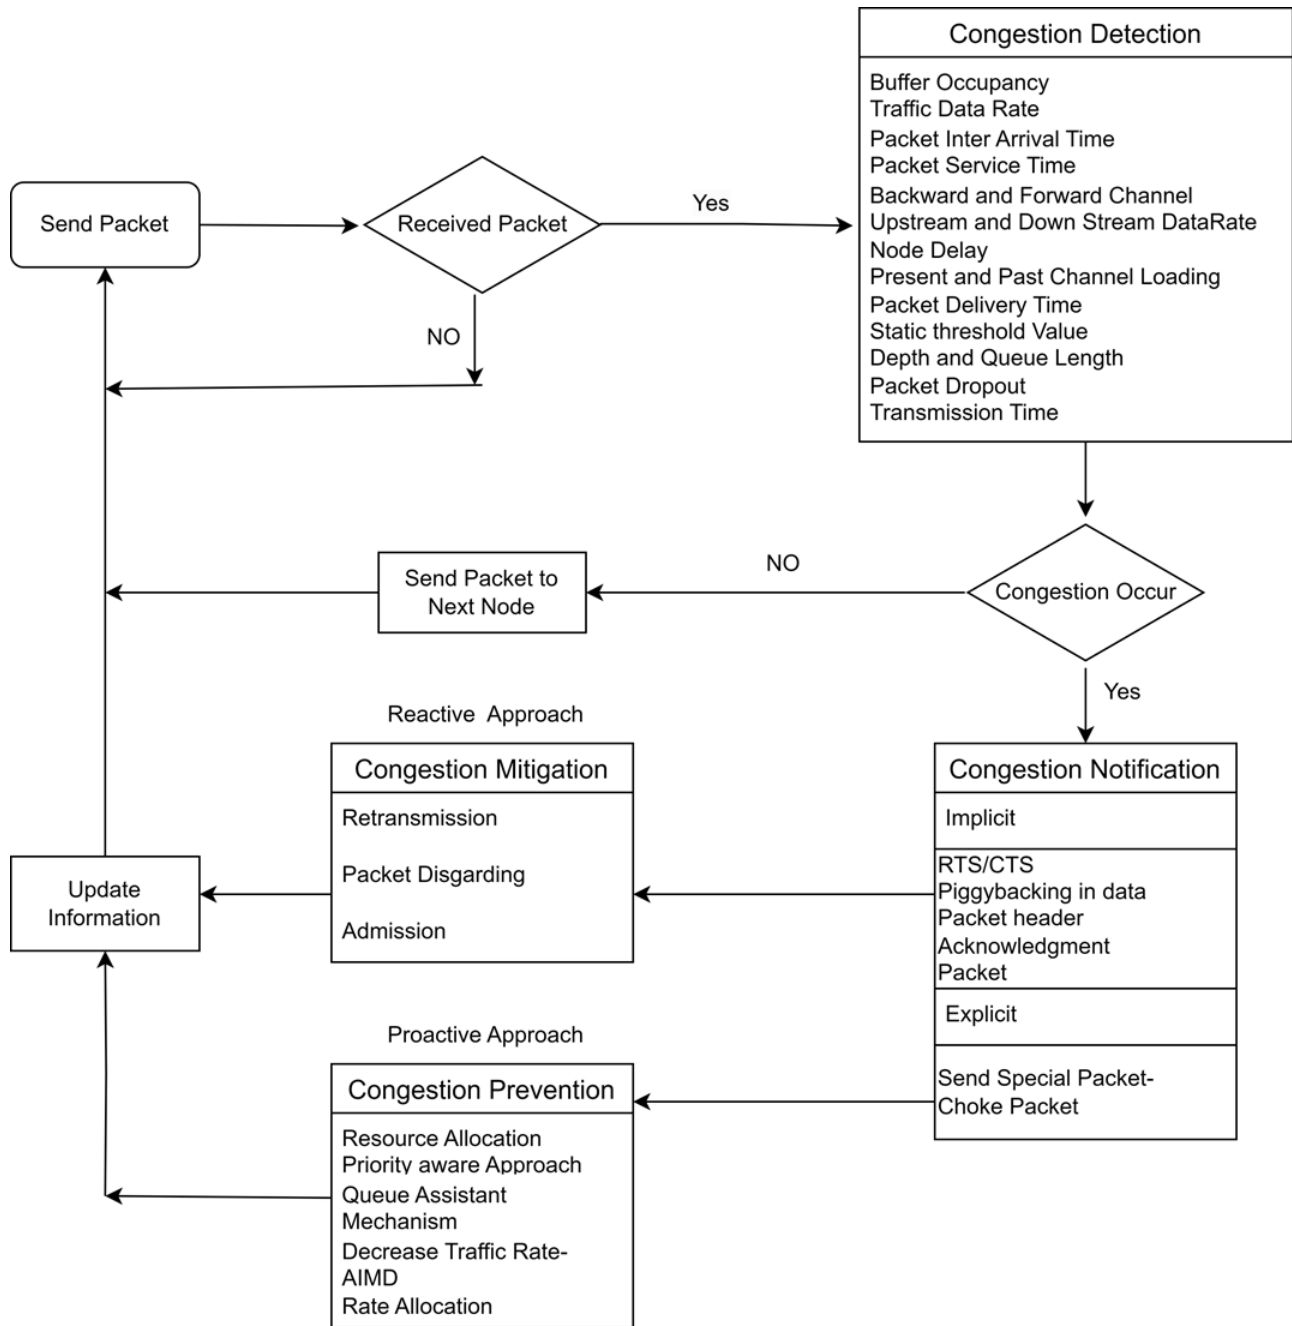 Congestion Detection
Buffer Occupancy
Traffic Data Rate
Packet Inter Arrival Time
Packet Service Time
Backward and Forward Channel
Upstream and Down Stream DataRate
Node Delay
Present and Past Channel Loading
Packet Delivery Time
Static threshold Value
Depth and Queue Length
Packet Dropout
Transmission Time
Send Packet
Received Packet
Yes
NO
Congestion Occur
NO
Send Packet to
Next Node
Yes
Reactive Approach
Congestion Mitigation
Retransmission
Packet Disgarding
Admission
Congestion Notification
Implicit
RTS/CTS
Piggybacking in data
Packet header
Acknowledgment
Packet
Explicit
Send Special Packet-
Choke Packet
Update
Information
Proactive Approach
Congestion Prevention
Resource Allocation
Priority aware Approach
Queue Assistant
Mechanism
Decrease Traffic Rate-
AIMD
Rate Allocation